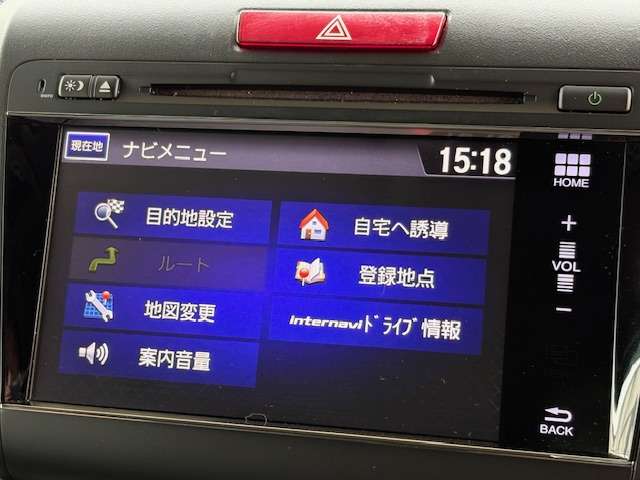 現在地 ナビメニュー 15:18
HOME
目的地設定 自宅へ誘導
ルート 登録地点
地図変更 internaviﾄﾞﾗｲﾌﾞ情報
案内音量
+
VOL
−
BACK